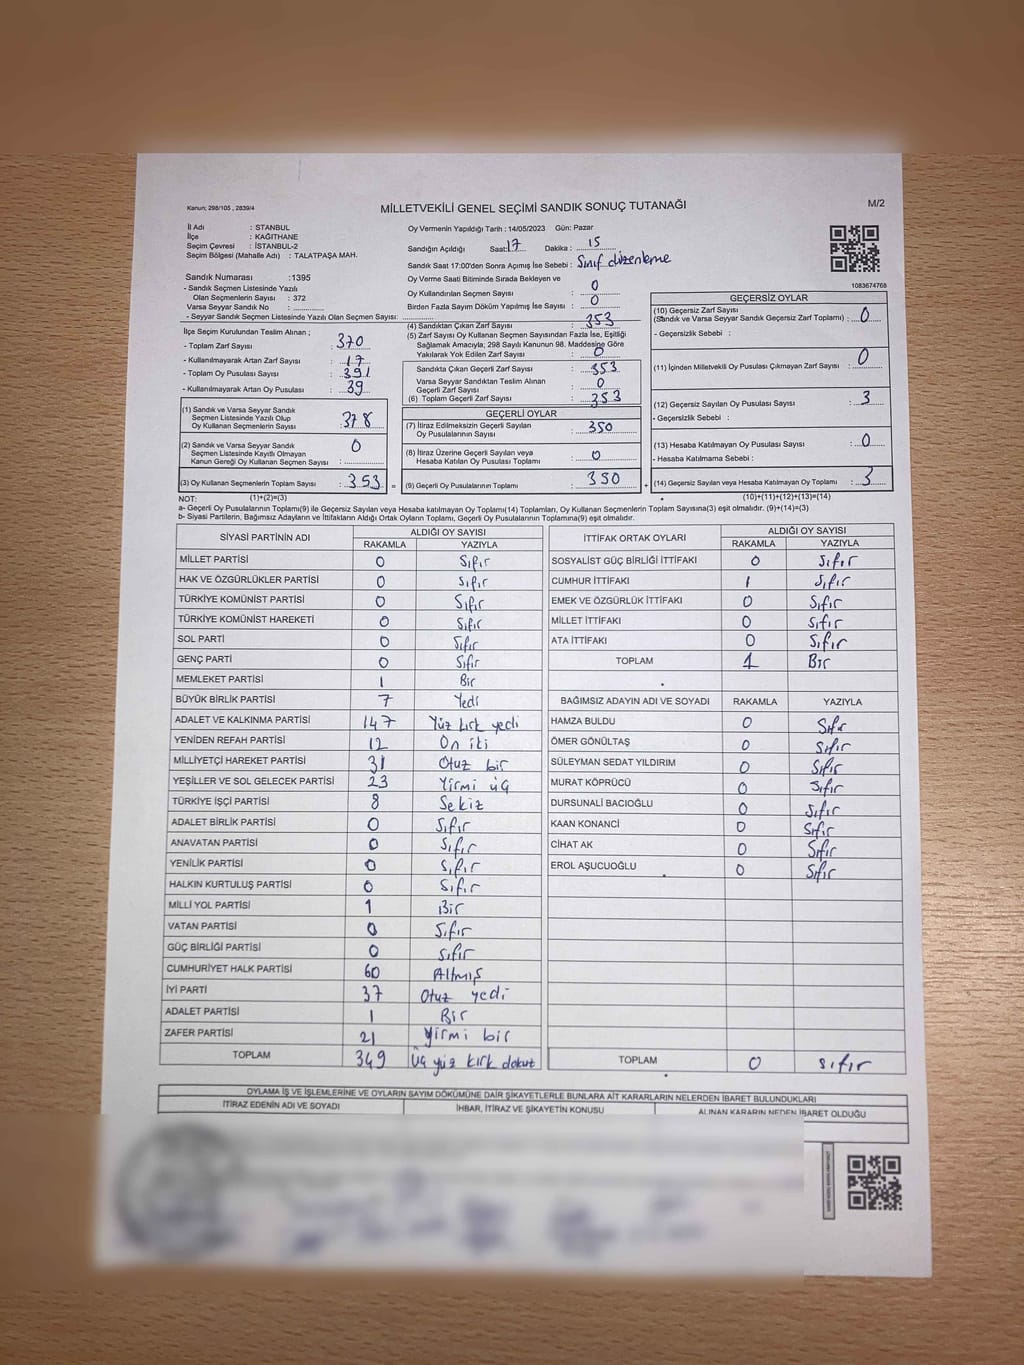 Kanun; 298/105 , 2839/4
MİLLETVEKİLİ GENEL SEÇİMİ SANDIK SONUÇ TUTANAĞI
M/2
İl Adı : STANBUL
İlçe : KAĞITHANE
Seçim Çevresi : İSTANBUL-2
Seçim Bölgesi (Mahalle Adı) : TALATPAŞA MAH.
Sandık Numarası :1395
- Sandık Seçmen Listesinde Yazılı
Olan Seçmenlerin Sayısı : 372
Varsa Seyyar Sandık No :
- Seyyar Sandık Seçmen Listesinde Yazılı Olan Seçmen Sayısı:
İlçe Seçim Kurulundan Teslim Alınan ;
- Toplam Zarf Sayısı : 370
- Kullanılmayarak Artan Zarf Sayısı : 17
- Toplam Oy Pusulası Sayısı : 391
- Kullanılmayarak Artan Oy Pusulası : 39
(1) Sandık ve Varsa Seyyar Sandık
Seçmen Listesinde Yazılı Olup
Oy Kullanan Seçmenlerin Sayısı : 378
(2) Sandık ve Varsa Seyyar Sandık
Seçmen Listesinde Kayıtlı Olmayan
Kanun Gereği Oy Kullanan Seçmen Sayısı : 0
(3) Oy Kullanan Seçmenlerin Toplam Sayısı : 353 =
Oy Vermenin Yapıldığı Tarih : 14/05/2023 Gün: Pazar
Sandığın Açıldığı Saat: 17 Dakika : 15
Sandık Saat 17:00'den Sonra Açımış İse Sebebi : Sınıf düzenleme
Oy Verme Saati Bitiminde Sırada Bekleyen ve
Oy Kullandırılan Seçmen Sayısı : 0
Birden Fazla Sayım Döküm Yapılmış İse Sayısı : 0
(4) Sandıktan Çıkan Zarf Sayısı : 353
(5) Zarf Sayısı Oy Kullanan Seçmen Sayısından Fazla İse, Eşitliği
Sağlamak Amacıyla; 298 Sayılı Kanunun 98. Maddesine Göre
Yakılarak Yok Edilen Zarf Sayısı : 0
Sandıkta Çıkan Geçerli Zarf Sayısı : 353
Varsa Seyyar Sandıktan Teslim Alınan
Geçerli Zarf Sayısı : 0
(6) Toplam Geçerli Zarf Sayısı : 353
GEÇERLİ OYLAR
(7) İtiraz Edilmeksizin Geçerli Sayılan
Oy Pusulalarının Sayısı : 350
(8) İtiraz Üzerine Geçerli Sayılan veya
Hesaba Katılan Oy Pusulası Toplamı : 0
(9) Geçerli Oy Pusulalarının Toplamı : 350 +
1083674768
GEÇERSİZ OYLAR
(10) Geçersiz Zarf Sayısı
(Sandık ve Varsa Seyyar Sandık Geçersiz Zarf Toplamı) : 0
- Geçersizlik Sebebi :
(11) İçinden Milletvekili Oy Pusulası Çıkmayan Zarf Sayısı : 0
(12) Geçersiz Sayılan Oy Pusulası Sayısı : 3
- Geçersizlik Sebebi :
(13) Hesaba Katılmayan Oy Pusulası Sayısı : 0
- Hesaba Katılmama Sebebi :
(14) Geçersiz Sayılan veya Hesaba Katılmayan Oy Toplamı : 3
NOT: (1)+(2)=(3) (10)+(11)+(12)+(13)=(14)
a- Geçerli Oy Pusulalarının Toplamı(9) ile Geçersiz Sayılan veya Hesaba katılmayan Oy Toplamı(14) Toplamları, Oy Kullanan Seçmenlerin Toplam Sayısına(3) eşit olmalıdır. (9)+(14)=(3)
b- Siyasi Partilerin, Bağımsız Adayların ve İttifakların Aldığı Ortak Oyların Toplamı, Geçerli Oy Pusulalarının Toplamına(9) eşit olmalıdır.
SİYASİ PARTİNİN ADI ALDIĞI OY SAYISI
RAKAMLA YAZIYLA
MİLLET PARTİSİ 0 Sıfır
HAK VE ÖZGÜRLÜKLER PARTİSİ 0 Sıfır
TÜRKİYE KOMÜNİST PARTİSİ 0 Sıfır
TÜRKİYE KOMÜNİST HAREKETİ 0 Sıfır
SOL PARTİ 0 Sıfır
GENÇ PARTİ 0 Sıfır
MEMLEKET PARTİSİ 1 Bir
BÜYÜK BİRLİK PARTİSİ 7 Yedi
ADALET VE KALKINMA PARTİSİ 147 Yüz kırk yedi
YENİDEN REFAH PARTİSİ 12 On iki
MİLLİYETÇİ HAREKET PARTİSİ 31 Otuz bir
YEŞİLLER VE SOL GELECEK PARTİSİ 23 Yirmi üç
TÜRKİYE İŞÇİ PARTİSİ 8 Sekiz
ADALET BİRLİK PARTİSİ 0 Sıfır
ANAVATAN PARTİSİ 0 Sıfır
YENİLİK PARTİSİ 0 Sıfır
HALKIN KURTULUŞ PARTİSİ 0 Sıfır
MİLLİ YOL PARTİSİ 1 Bir
VATAN PARTİSİ 0 Sıfır
GÜÇ BİRLİĞİ PARTİSİ 0 sıfır
CUMHURİYET HALK PARTİSİ 60 Altmış
İYİ PARTİ 37 Otuz yedi
ADALET PARTİSİ 1 Bir
ZAFER PARTİSİ 21 Yirmi bir
TOPLAM 349 Üç yüz kırk dokuz
İTTİFAK ORTAK OYLARI ALDIĞI OY SAYISI
RAKAMLA YAZIYLA
SOSYALİST GÜÇ BİRLİĞİ İTTİFAKI 0 Sıfır
CUMHUR İTTİFAKI 1 Sıfır
EMEK VE ÖZGÜRLÜK İTTİFAKI 0 Sıfır
MİLLET İTTİFAKI 0 Sıfır
ATA İTTİFAKI 0 Sıfır
TOPLAM 1 Bir
BAĞIMSIZ ADAYIN ADI VE SOYADI RAKAMLA YAZIYLA
HAMZA BULDU 0 Sıfır
ÖMER GÖNÜLTAŞ 0 Sıfır
SÜLEYMAN SEDAT YILDIRIM 0 Sıfır
MURAT KÖPRÜCÜ 0 Sıfır
DURSUNALİ BACIOĞLU 0 Sıfır
KAAN KONANCİ 0 Sıfır
CİHAT AK 0 Sıfır
EROL AŞUCUOĞLU 0 Sıfır
TOPLAM 0 sıfır
OYLAMA İŞ VE İŞLEMLERİNE VE OYLARIN SAYIM DÖKÜMÜNE DAİR ŞİKAYETLERLE BUNLARA AİT KARARLARIN NELERDEN İBARET BULUNDUKLARI
İTİRAZ EDENİN ADI VE SOYADI İHBAR, İTİRAZ VE ŞİKAYETİN KONUSU ALINAN KARARIN NEDEN İBARET OLDUĞU